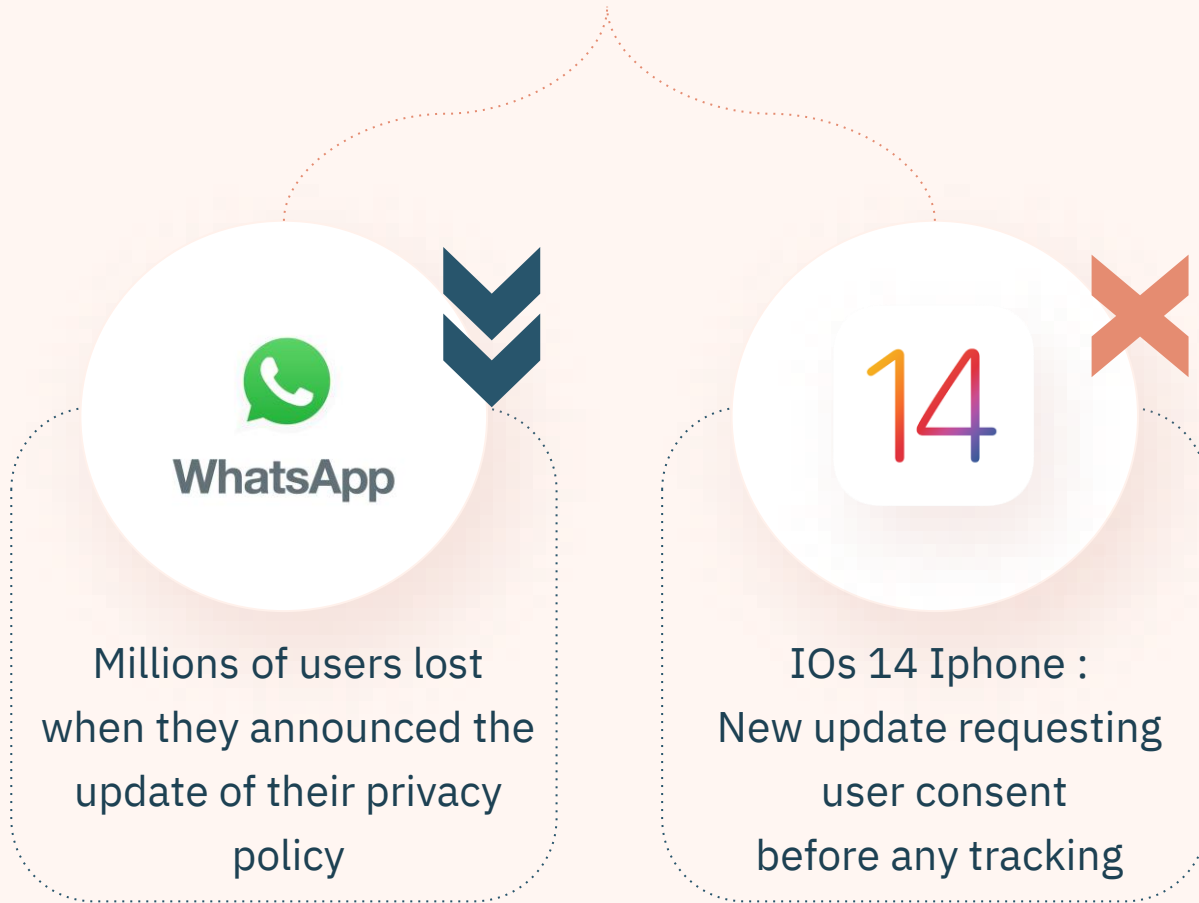 WhatsApp
Millions of users lost
when they announced the
update of their privacy
policy
14
IOs 14 Iphone :
New update requesting
user consent
before any tracking